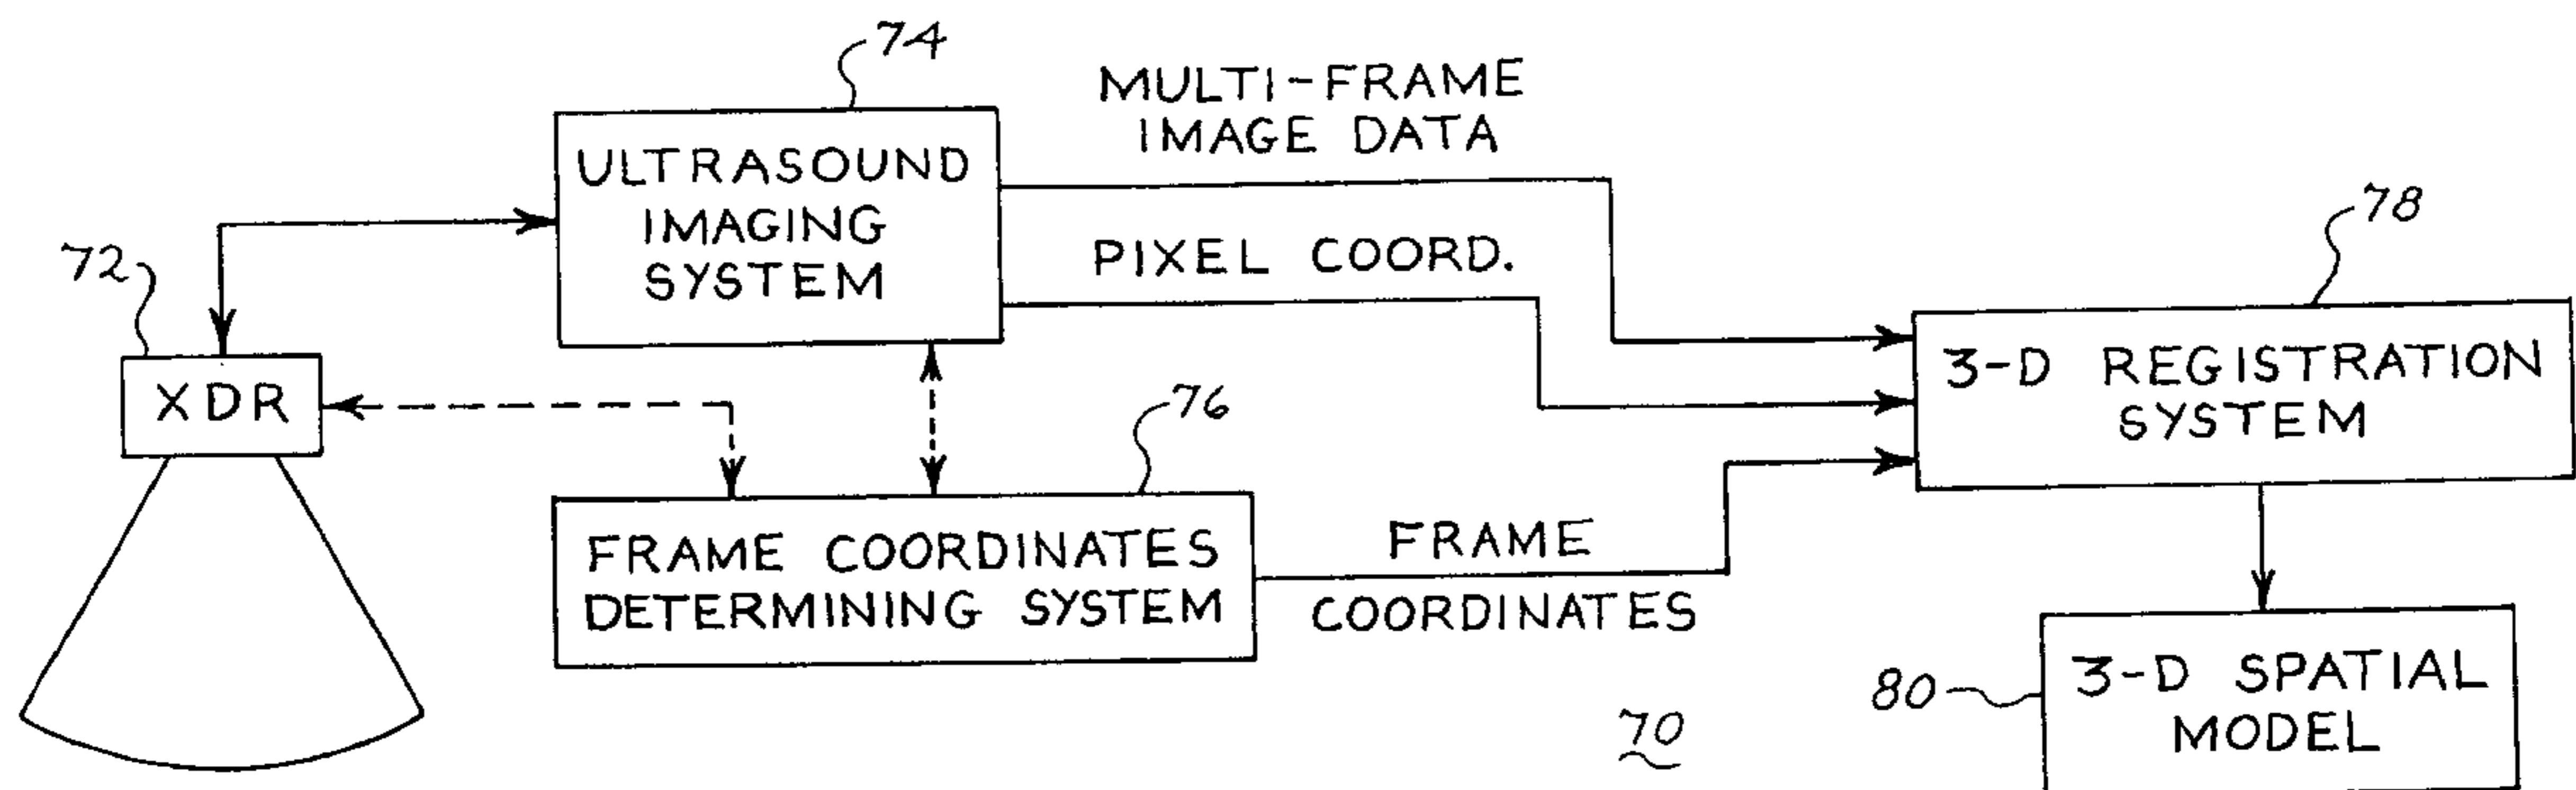 74
MULTI-FRAME
IMAGE DATA
ULTRASOUND
IMAGING
SYSTEM
PIXEL COORD.
78
72
XDR
3-D REGISTRATION
SYSTEM
76
FRAME COORDINATES
DETERMINING SYSTEM
FRAME
COORDINATES
80
3-D SPATIAL
MODEL
70